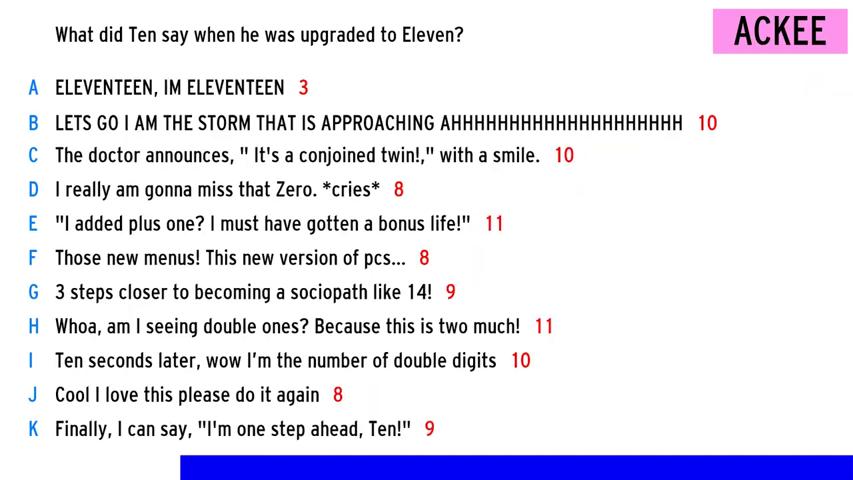 What did Ten say when he was upgraded to Eleven?
ACKEE
A ELEVENTEEN, IM ELEVENTEEN 3
B LETS GO I AM THE STORM THAT IS APPROACHING AHHHHHHHHHHHHHHHHHHHH 10
C The doctor announces, " It's a conjoined twin!," with a smile. 10
D I really am gonna miss that Zero. *cries* 8
E "I added plus one? I must have gotten a bonus life!" 11
F Those new menus! This new version of pcs... 8
G 3 steps closer to becoming a sociopath like 14! 9
H Whoa, am I seeing double ones? Because this is two much! 11
I Ten seconds later, wow I'm the number of double digits 10
J Cool I love this please do it again 8
K Finally, I can say, "I'm one step ahead, Ten!" 9